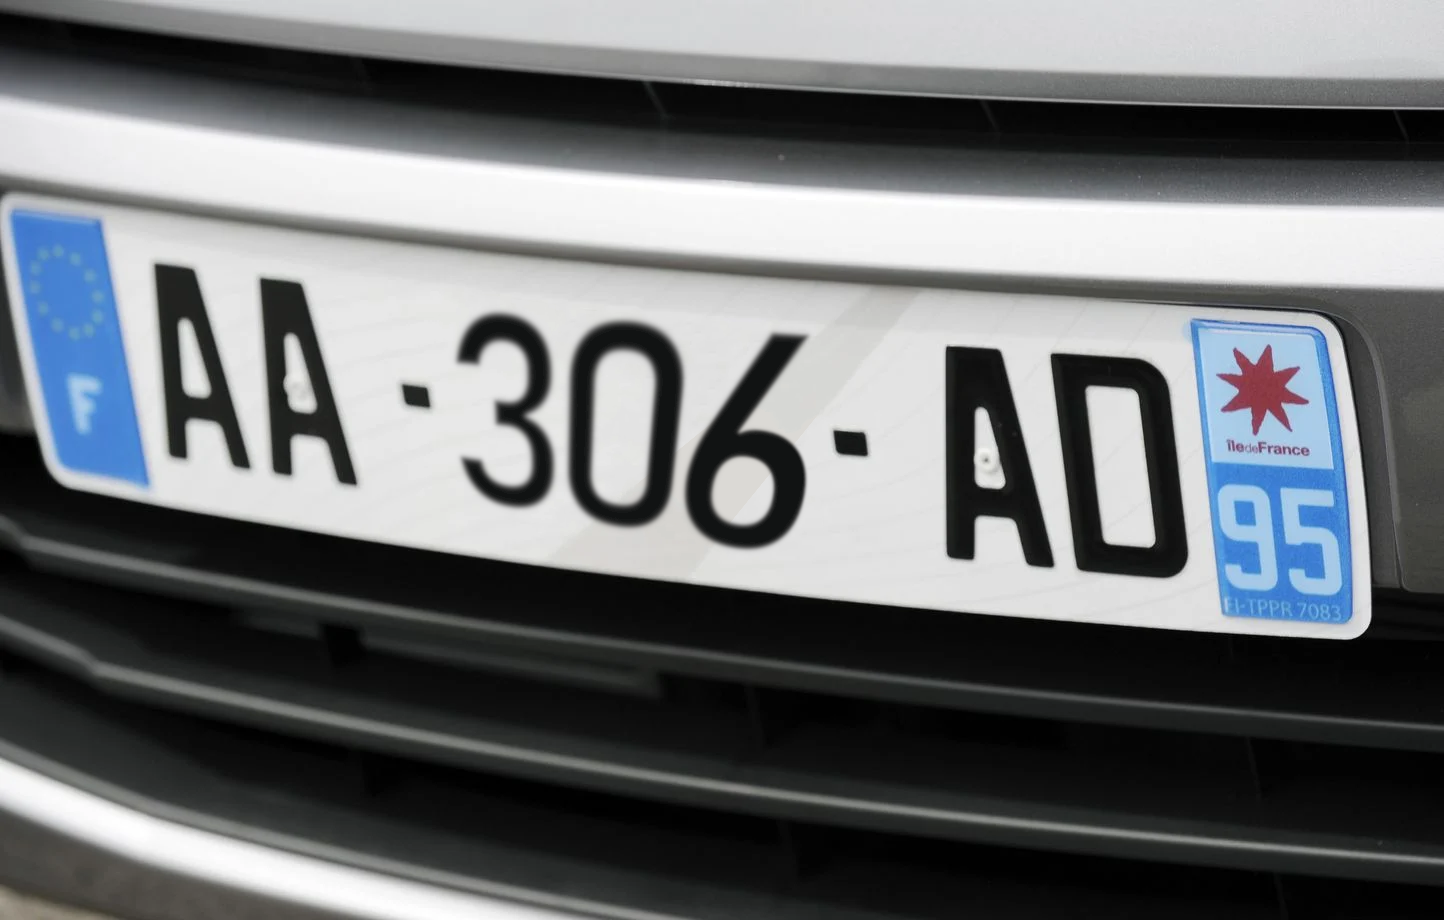 F
AA-306-AD
îledeFrance
95
FI-TPPR 7083